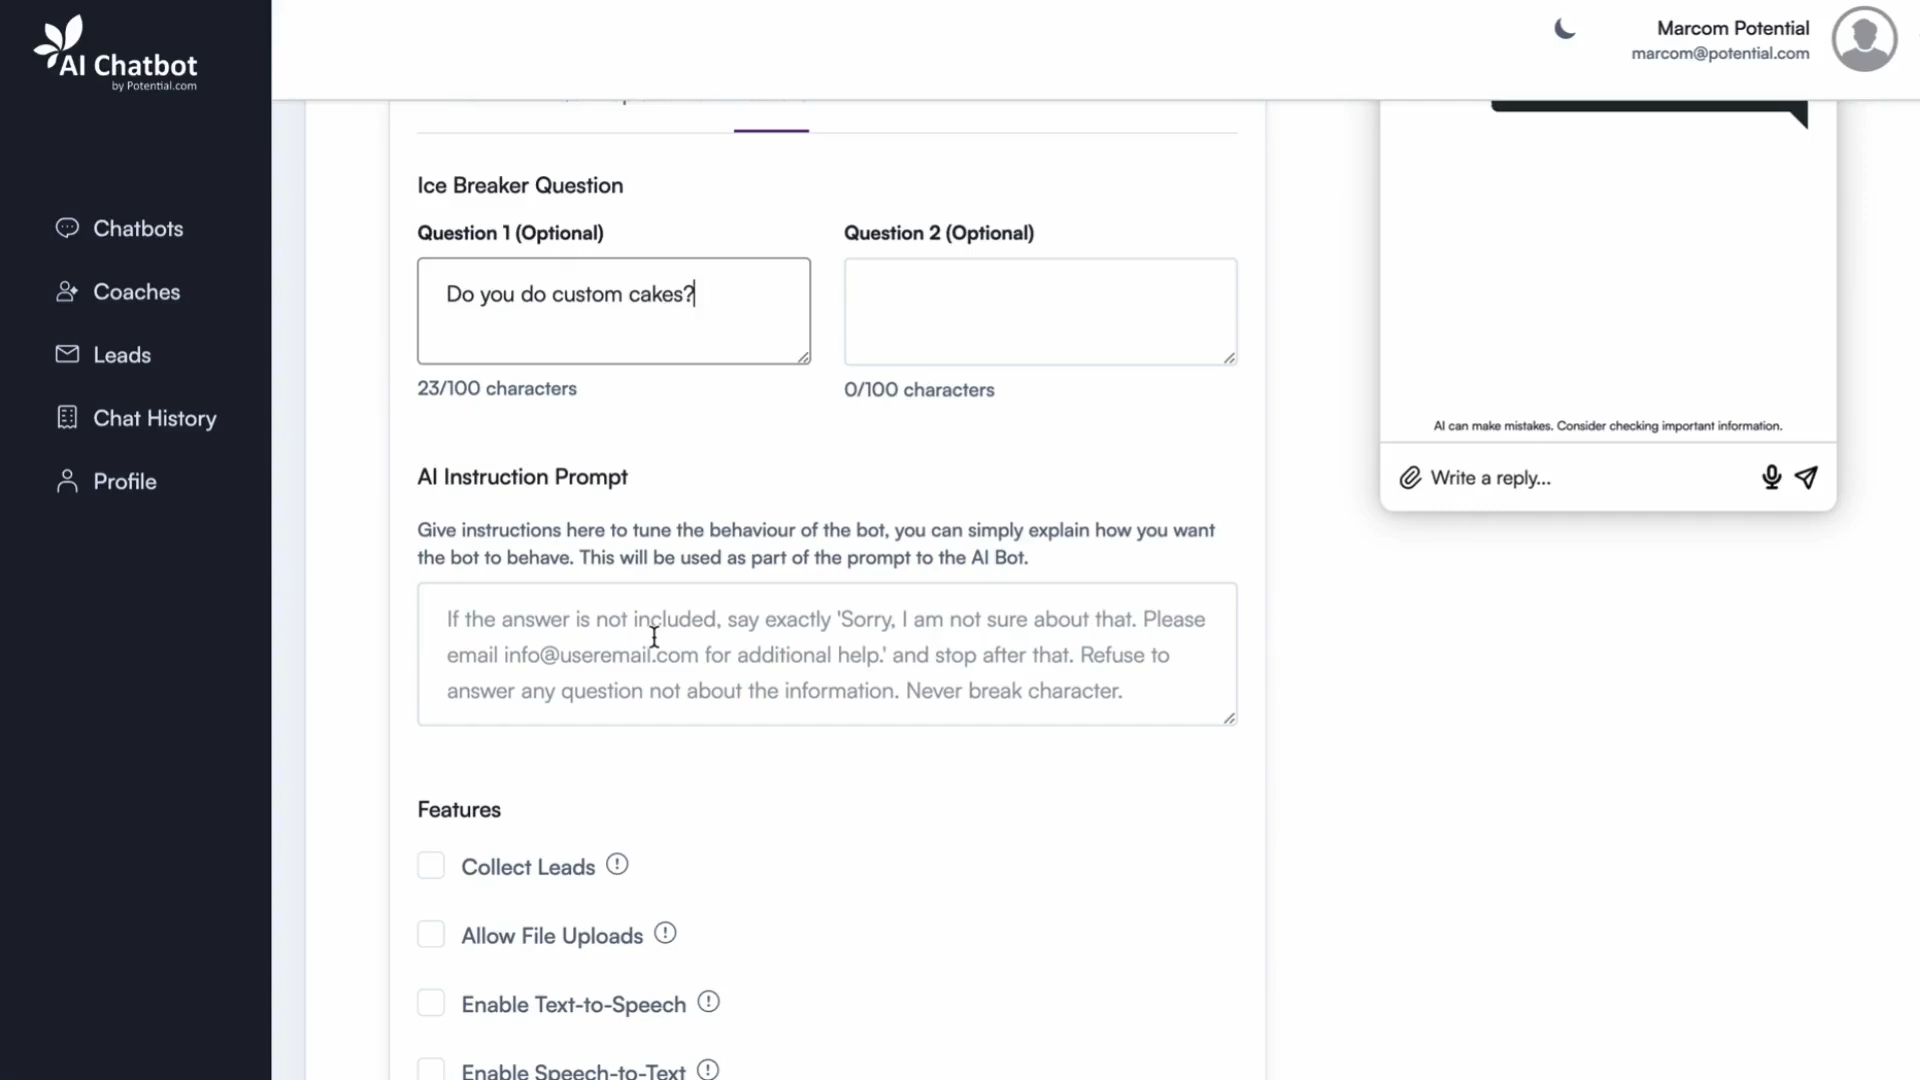 AI Chatbot
by Potential.com
Marcom Potential
marcom@potential.com
Chatbots
Coaches
Leads
Chat History
Profile
Ice Breaker Question
Question 1 (Optional)
Question 2 (Optional)
Do you do custom cakes?
23/100 characters
0/100 characters
AI Instruction Prompt
Give instructions here to tune the behaviour of the bot, you can simply explain how you want
the bot to behave. This will be used as part of the prompt to the AI Bot.
If the answer is not included, say exactly 'Sorry, I am not sure about that. Please
email info@useremail.com for additional help.' and stop after that. Refuse to
answer any question not about the information. Never break character.
Features
Collect Leads
Allow File Uploads
Enable Text-to-Speech
Enable Speech-to-Text
AI can make mistakes. Consider checking important information.
Write a reply...